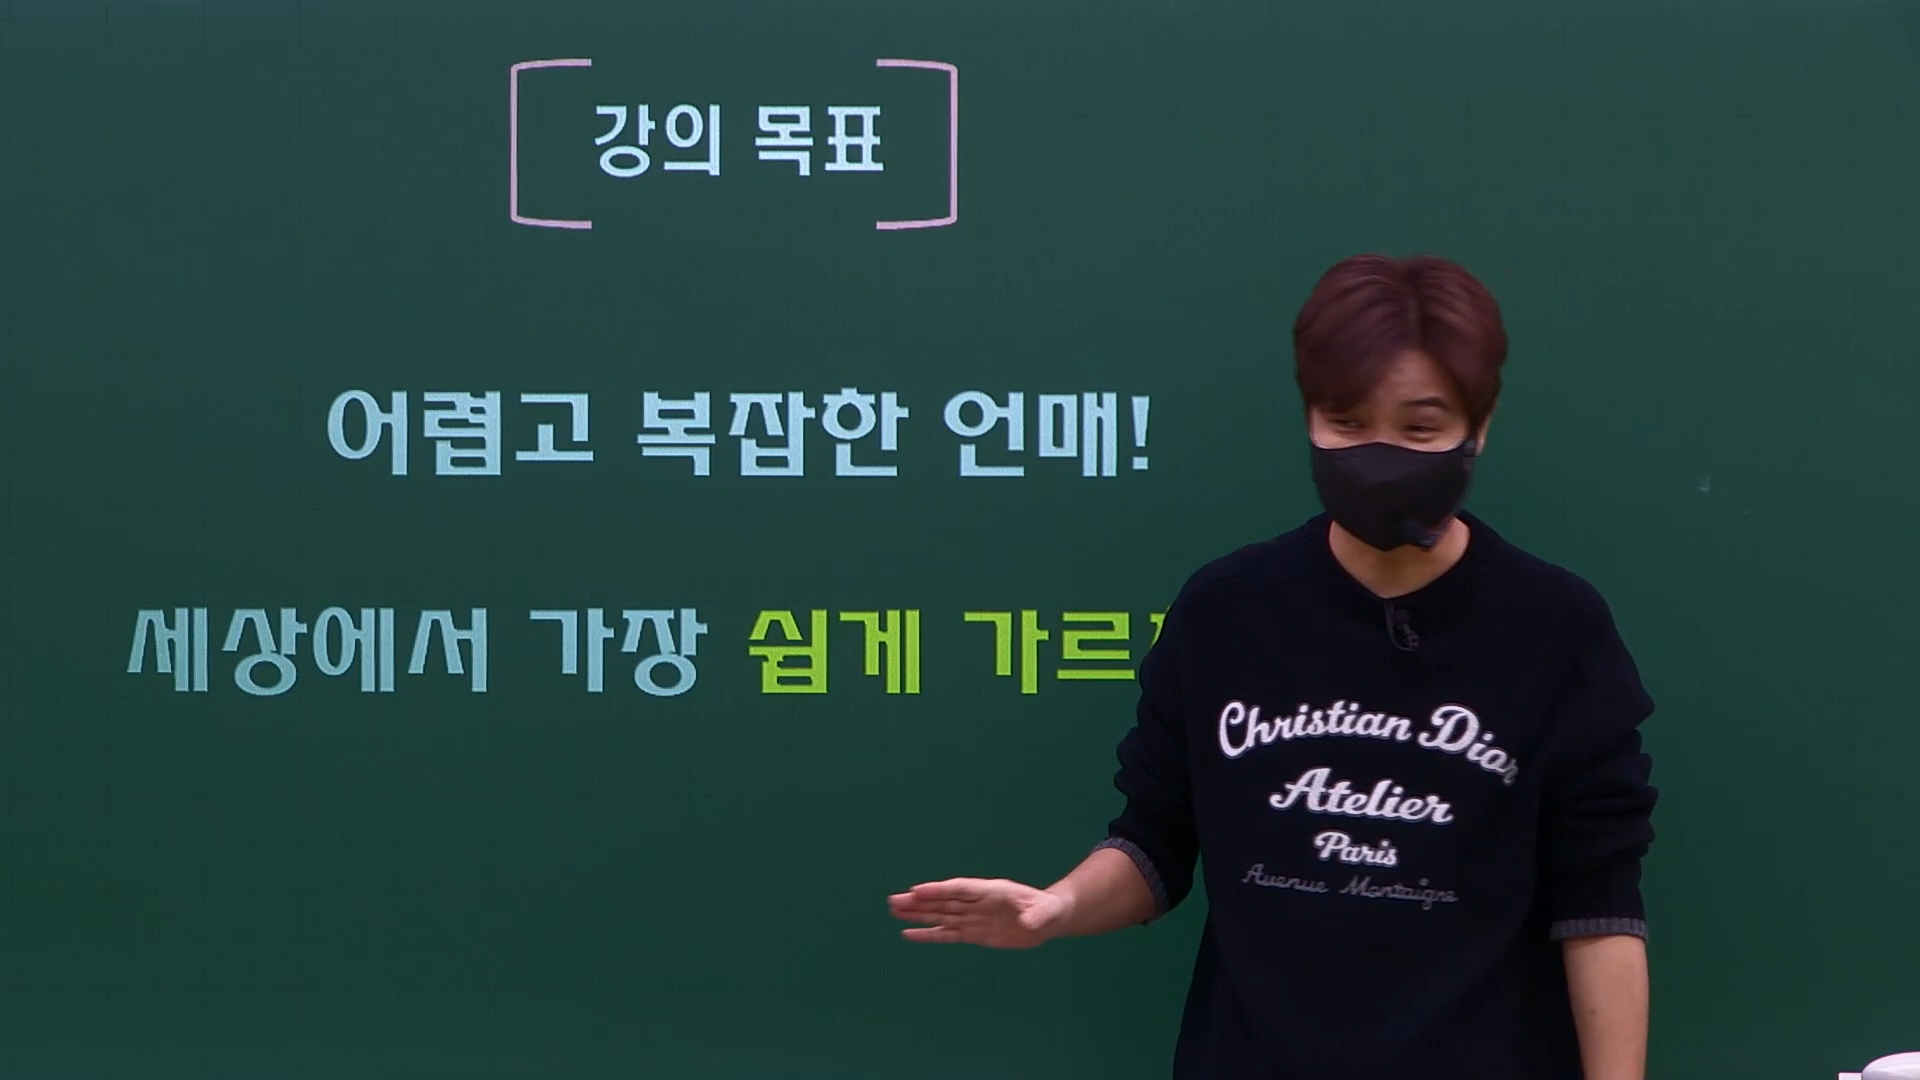 강의 목표
어렵고 복잡한 언매!
세상에서 가장 쉽게 가르
Christian Dior
Atelier
Paris
Avenue Montaigne